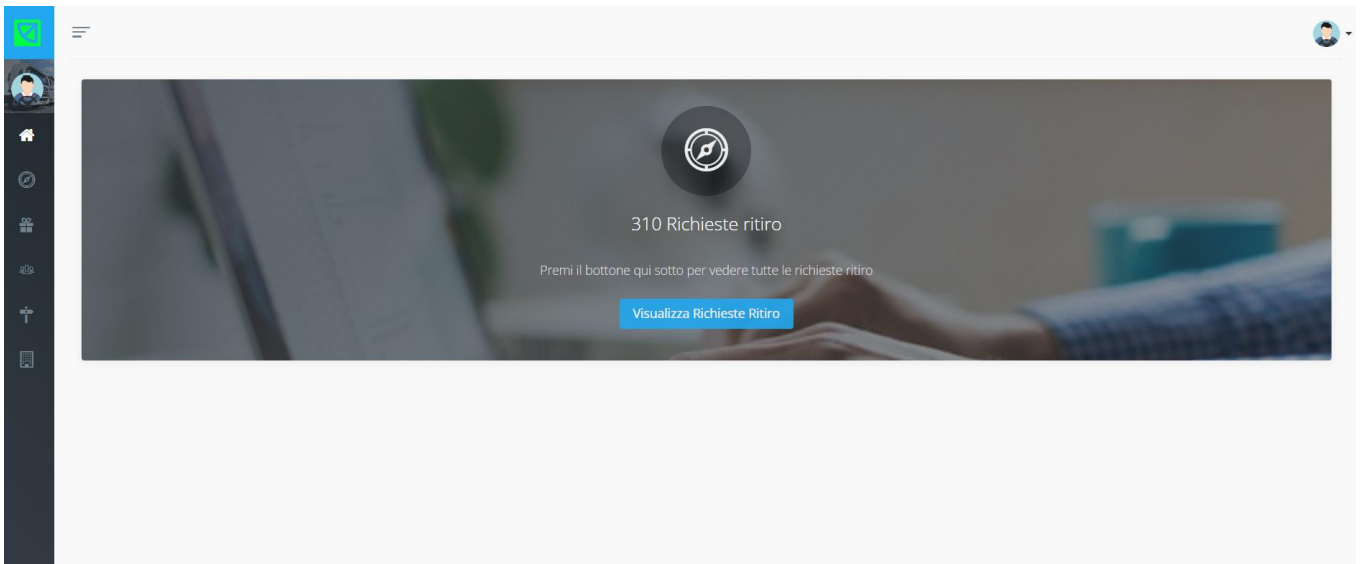 310 Richieste ritiro
Premi il bottone qui sotto per vedere tutte le richieste ritiro
Visualizza Richieste Ritiro